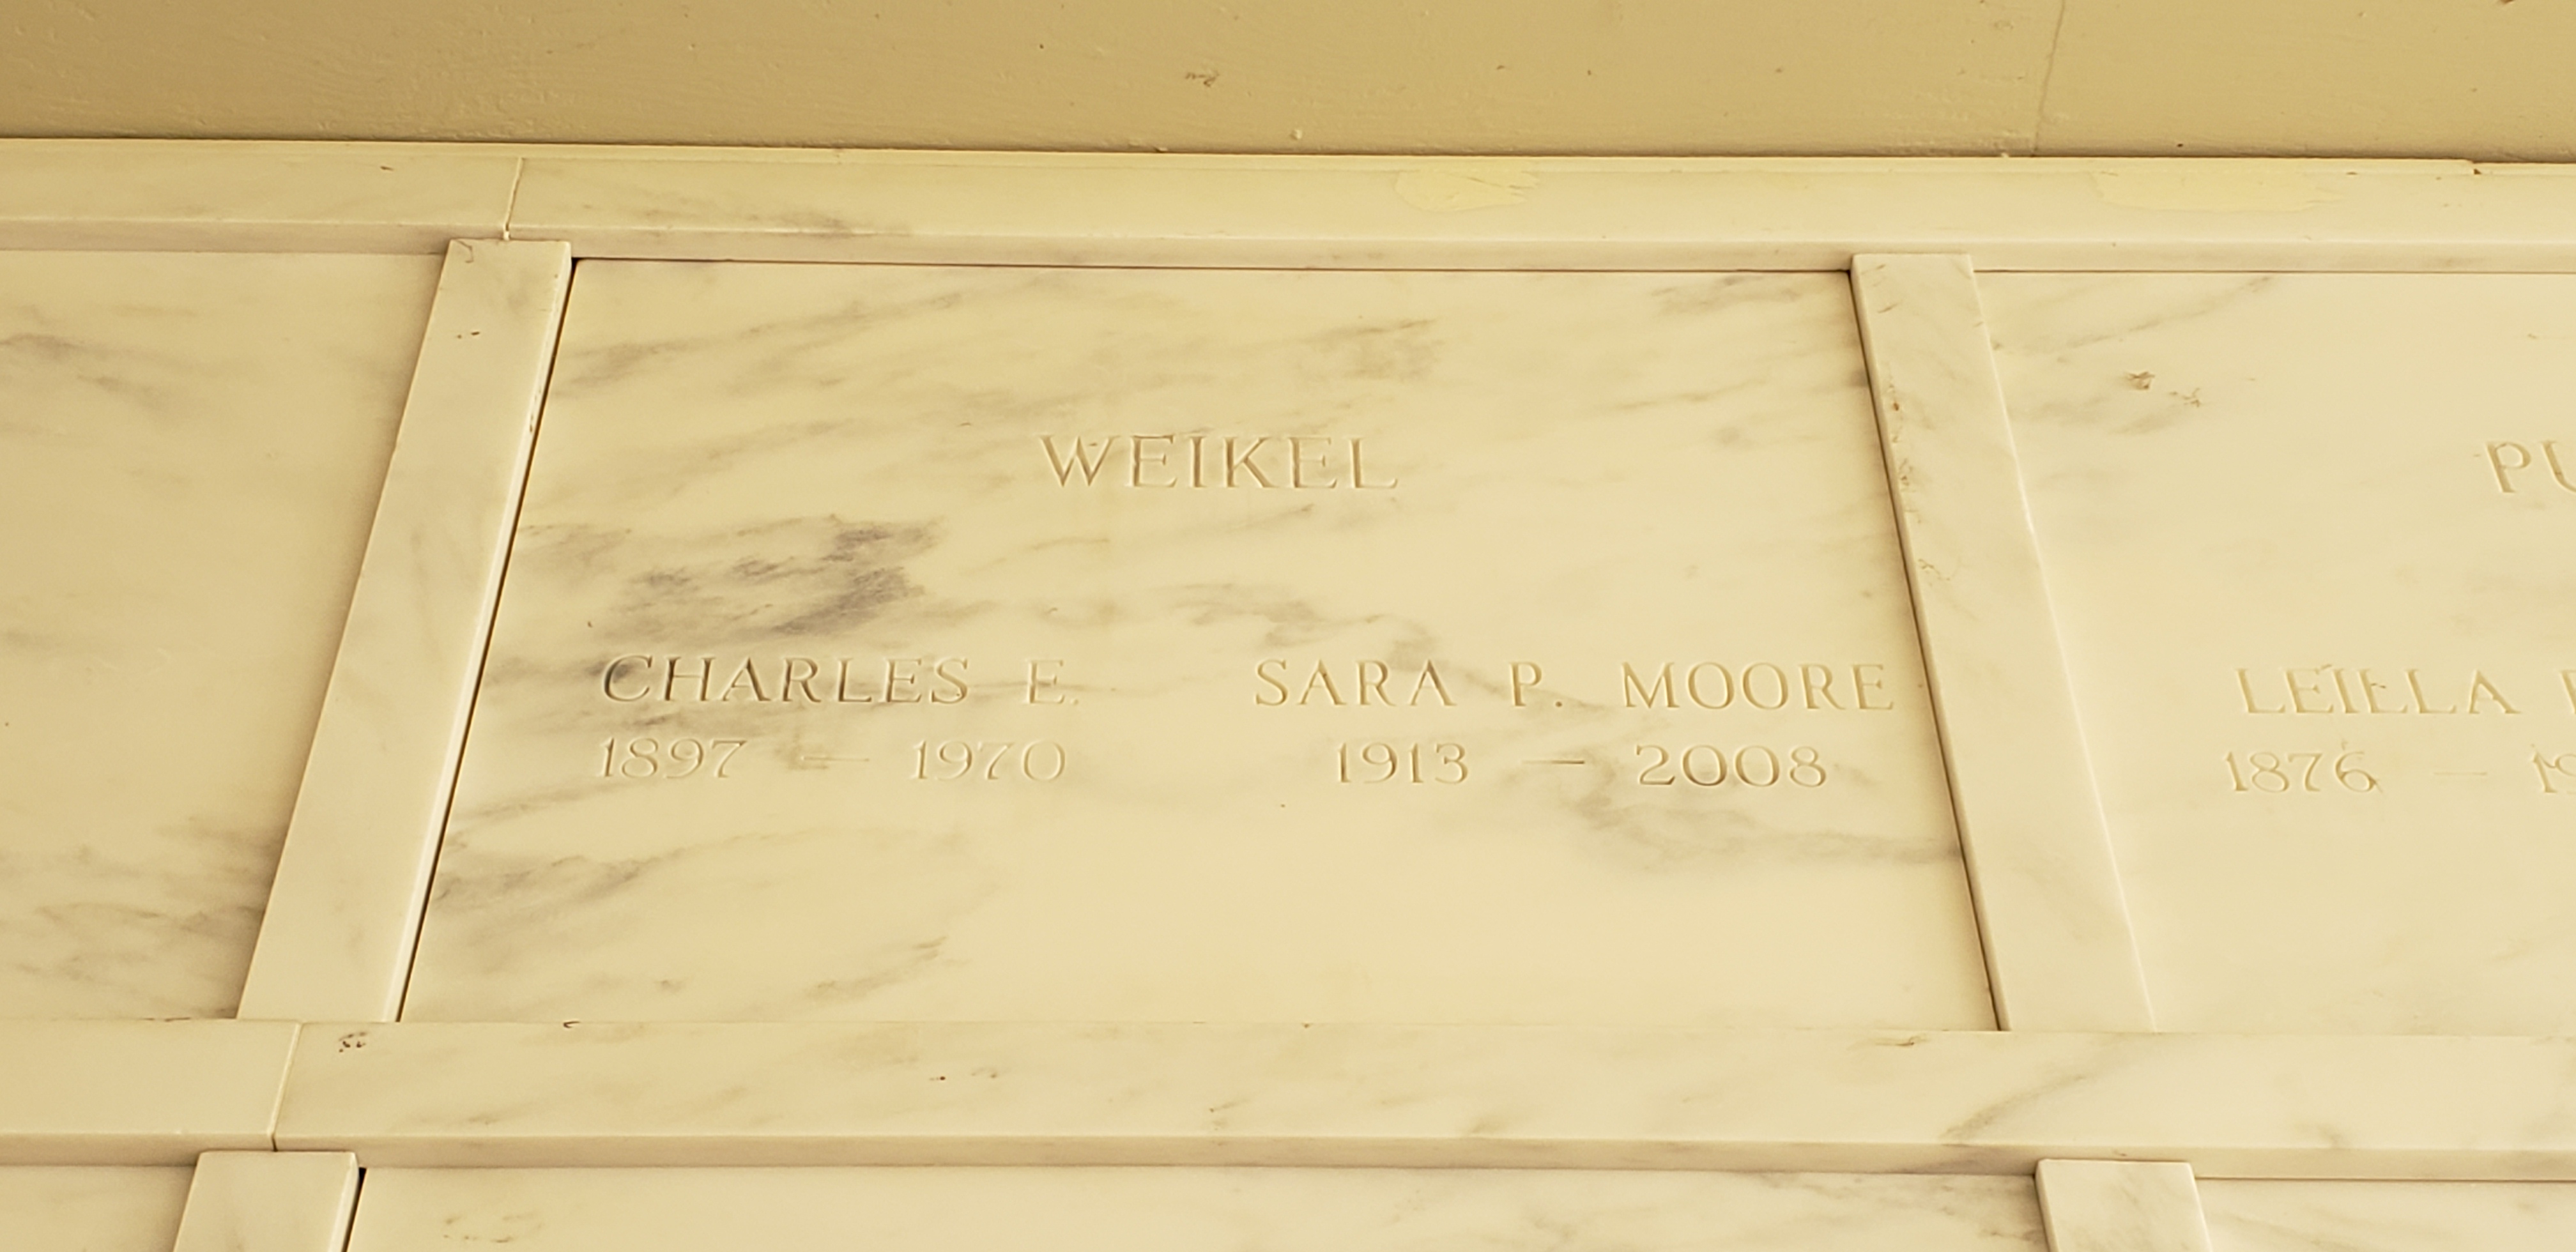 WEIKEL
CHARLES E. SARA P. MOORE
1897 — 1970 1913 — 2008
LEILLA
1876 —